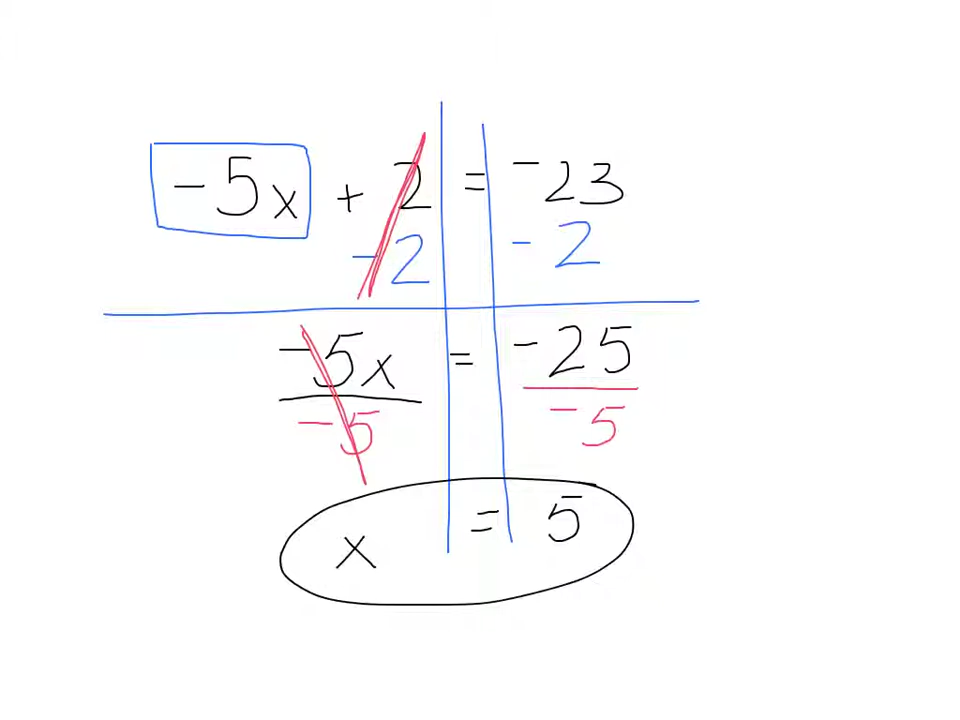 -5x + 2 = -23
-2 -2
-5x = -25
-5 -5
x = 5